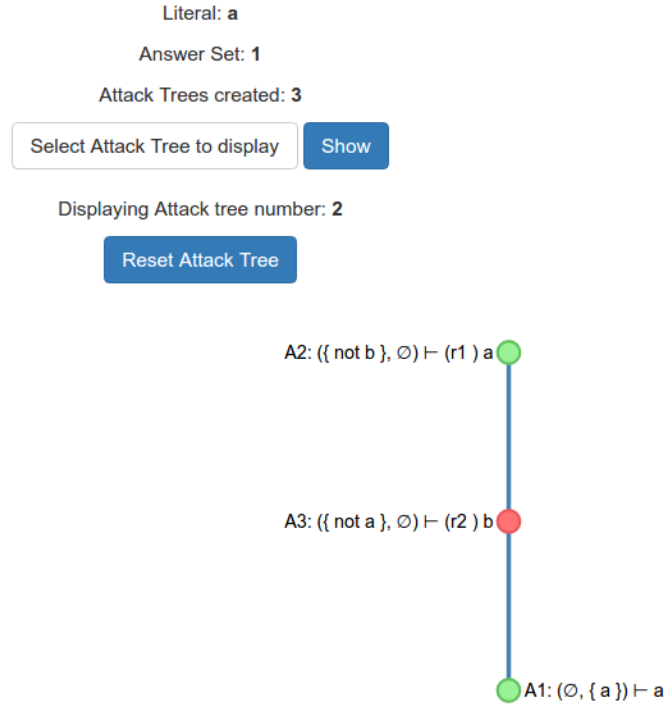 Literal: a
Answer Set: 1
Attack Trees created: 3
Select Attack Tree to display Show
Displaying Attack tree number: 2
Reset Attack Tree
A2: ({ not b }, ∅) ⊢ (r1 ) a
A3: ({ not a }, ∅) ⊢ (r2 ) b
A1: (∅, { a }) ⊢ a